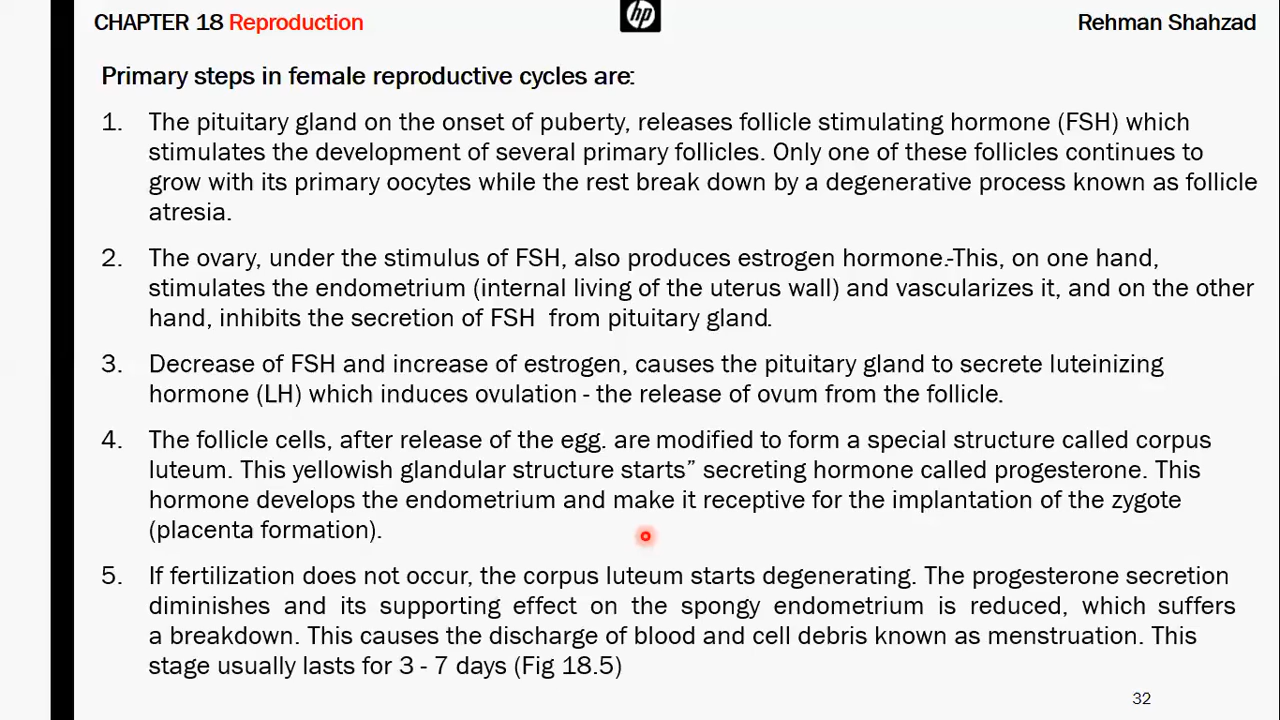 CHAPTER 18 Reproduction
hp
Rehman Shahzad
Primary steps in female reproductive cycles are:
1. The pituitary gland on the onset of puberty, releases follicle stimulating hormone (FSH) which
stimulates the development of several primary follicles. Only one of these follicles continues to
grow with its primary oocytes while the rest break down by a degenerative process known as follicle
atresia.
2. The ovary, under the stimulus of FSH, also produces estrogen hormone.-This, on one hand,
stimulates the endometrium (internal living of the uterus wall) and vascularizes it, and on the other
hand, inhibits the secretion of FSH from pituitary gland.
3. Decrease of FSH and increase of estrogen, causes the pituitary gland to secrete luteinizing
hormone (LH) which induces ovulation - the release of ovum from the follicle.
4. The follicle cells, after release of the egg. are modified to form a special structure called corpus
luteum. This yellowish glandular structure starts” secreting hormone called progesterone. This
hormone develops the endometrium and make it receptive for the implantation of the zygote
(placenta formation).
5. If fertilization does not occur, the corpus luteum starts degenerating. The progesterone secretion
diminishes and its supporting effect on the spongy endometrium is reduced, which suffers
a breakdown. This causes the discharge of blood and cell debris known as menstruation. This
stage usually lasts for 3 - 7 days (Fig 18.5)
32